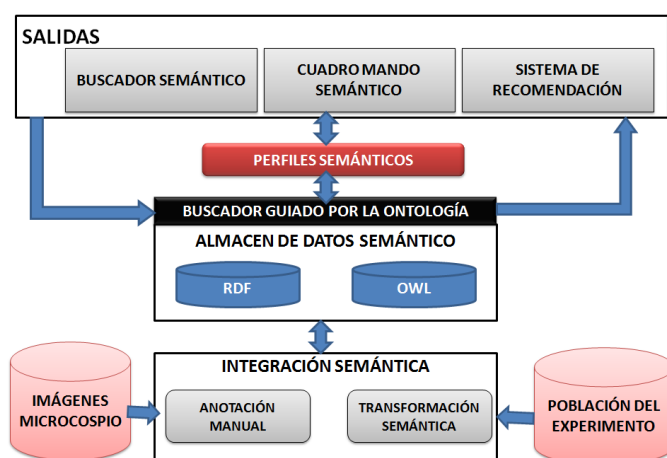 SALIDAS
BUSCADOR SEMÁNTICO
CUADRO MANDO
SEMÁNTICO
SISTEMA DE
RECOMENDACIÓN
PERFILES SEMÁNTICOS
BUSCADOR GUIADO POR LA ONTOLOGÍA
ALMACEN DE DATOS SEMÁNTICO
RDF
OWL
INTEGRACIÓN SEMÁNTICA
IMÁGENES
MICROCOSPIO
ANOTACIÓN
MANUAL
TRANSFORMACIÓN
SEMÁNTICA
POBLACIÓN DEL
EXPERIMENTO